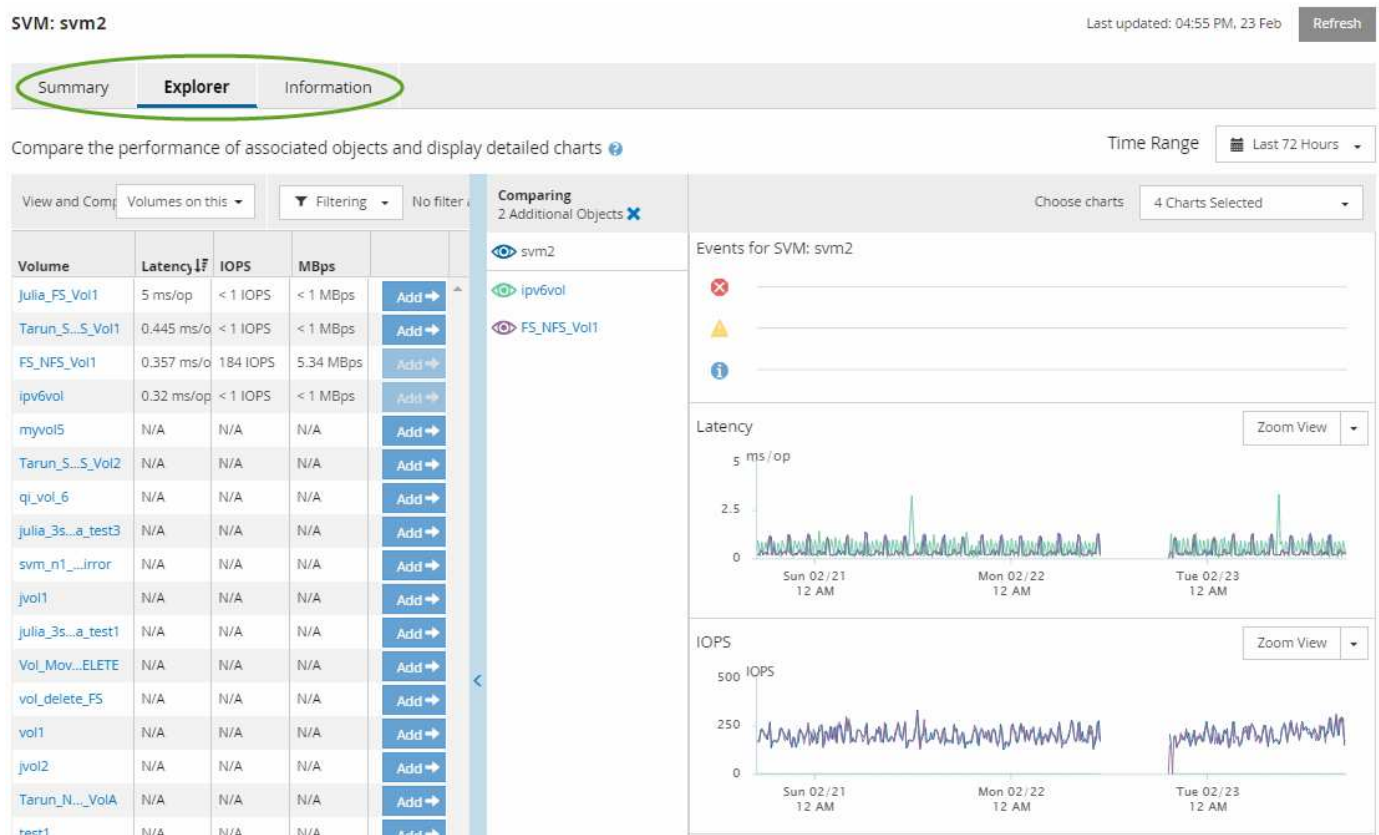 SVM: svm2
Last updated: 04:55 PM, 23 Feb Refresh
Summary Explorer Information
Compare the performance of associated objects and display detailed charts ?
Time Range Last 72 Hours
View and Comp Volumes on this Filtering No filter
Comparing
2 Additional Objects
Choose charts 4 Charts Selected
Volume Latency IOPS MBps
Julia_FS_Vol1 5 ms/op < 1 IOPS < 1 MBps Add
Tarun_S...S_Vol1 0.445 ms/o < 1 IOPS < 1 MBps Add
FS_NFS_Vol1 0.357 ms/o 184 IOPS 5.34 MBps Add
ipv6vol 0.32 ms/op < 1 IOPS < 1 MBps Add
myvol5 N/A N/A N/A Add
Tarun_S...S_Vol2 N/A N/A N/A Add
qi_vol_6 N/A N/A N/A Add
julia_3s...a_test3 N/A N/A N/A Add
svm_n1_...irror N/A N/A N/A Add
jvol1 N/A N/A N/A Add
julia_3s...a_test1 N/A N/A N/A Add
Vol_Mov...ELETE N/A N/A N/A Add
vol_delete_FS N/A N/A N/A Add
vol1 N/A N/A N/A Add
jvol2 N/A N/A N/A Add
Tarun_N..._VolA N/A N/A N/A Add
test1 N/A N/A N/A Add
<
svm2
ipv6vol
FS_NFS_Vol1
Events for SVM: svm2
Latency Zoom View
5 ms/op
2.5
0
Sun 02/21 Mon 02/22 Tue 02/23
12 AM 12 AM 12 AM
IOPS Zoom View
500 IOPS
250
0
Sun 02/21 Mon 02/22 Tue 02/23
12 AM 12 AM 12 AM